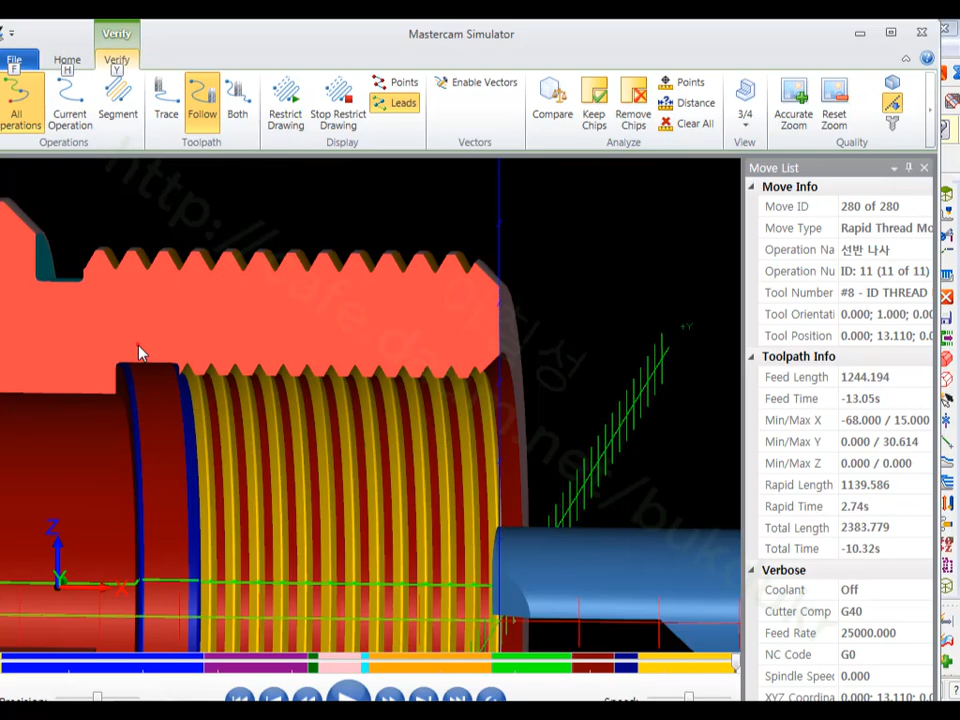 Verify
Mastercam Simulator
File
Home
Verify
F
H
Y
All
Operations
Current
Operation
Segment
Trace
Follow
Both
Restrict
Drawing
Stop Restrict
Drawing
Points
Leads
Enable Vectors
Compare
Keep
Chips
Remove
Chips
Points
Distance
Clear All
3/4
Accurate
Zoom
Reset
Zoom
Operations
Toolpath
Display
Vectors
Analyze
View
Quality
Move List
Move Info
Move ID 280 of 280
Move Type Rapid Thread Mo
Operation Na 선반 나사
Operation Nu ID: 11 (11 of 11)
Tool Number #8 - ID THREAD
Tool Orientati 0.000; 1.000; 0.00
Tool Position 0.000; 13.110; 0.0
Toolpath Info
Feed Length 1244.194
Feed Time -13.05s
Min/Max X -68.000 / 15.000
Min/Max Y 0.000 / 30.614
Min/Max Z 0.000 / 0.000
Rapid Length 1139.586
Rapid Time 2.74s
Total Length 2383.779
Total Time -10.32s
Verbose
Coolant Off
Cutter Comp G40
Feed Rate 25000.000
NC Code G0
Spindle Speed 0.000
XYZ Coordina 0.000; 13.110; 0.0
+Y
Z
Y
X
Precision:
Speed: